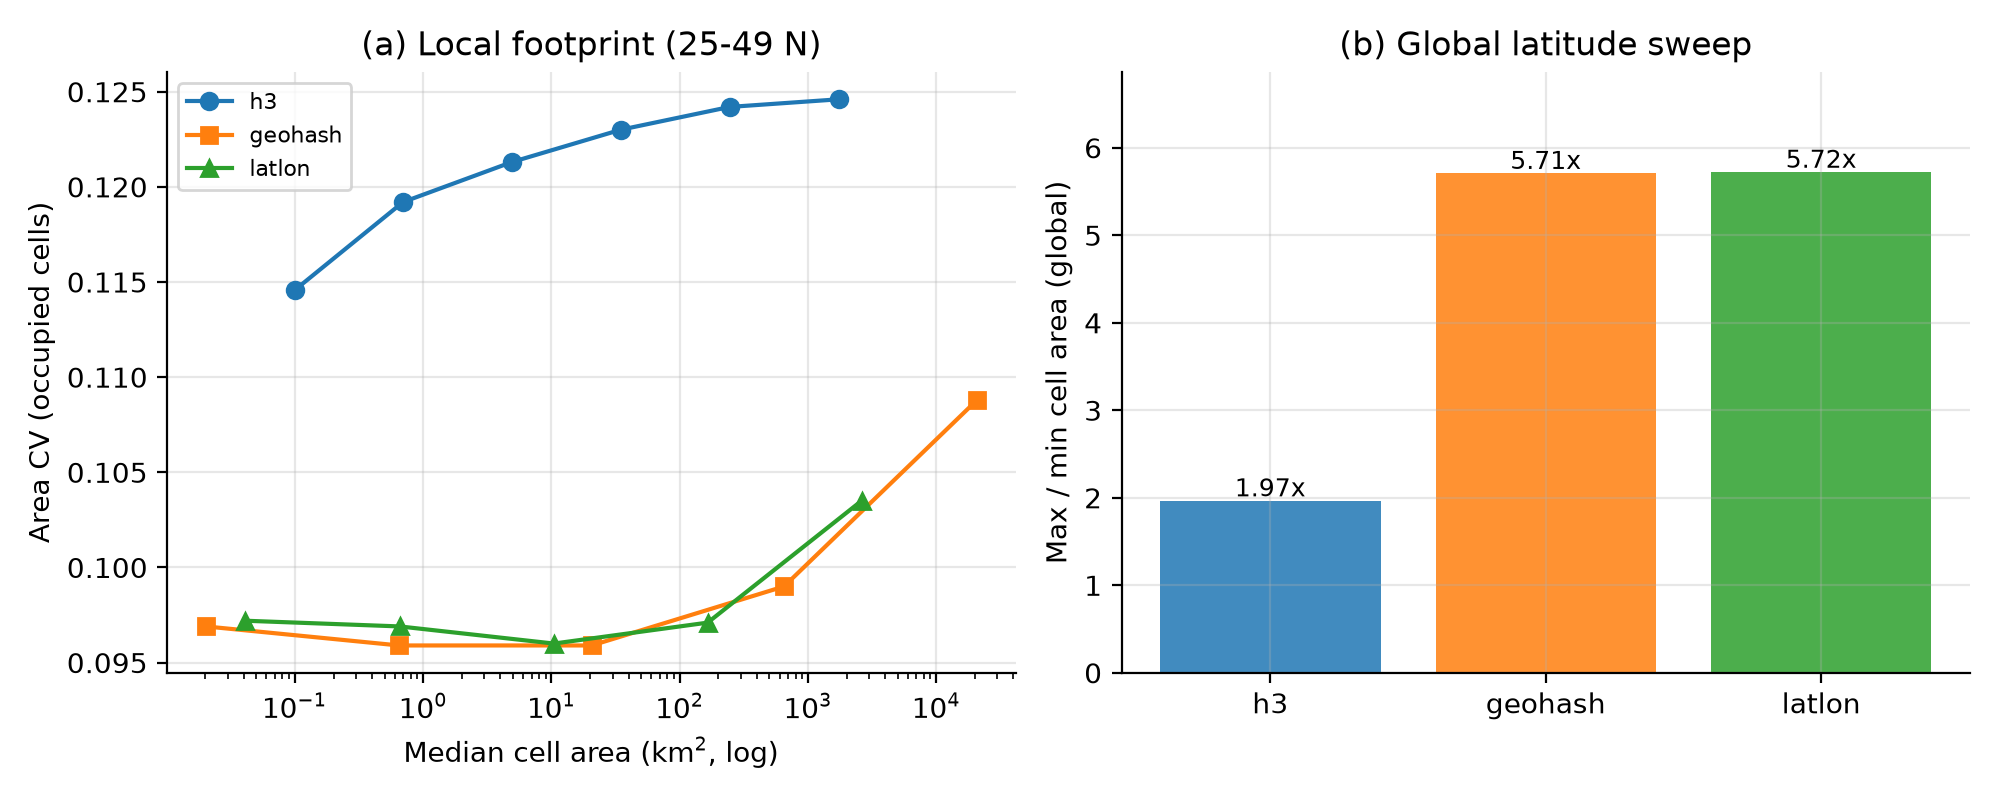 (a) Local footprint (25-49 N)
h3
geohash
latlon
0.125
0.120
0.115
0.110
0.105
0.100
0.095
Area CV (occupied cells)
10⁻¹
10⁰
10¹
10²
10³
10⁴
Median cell area (km², log)
(b) Global latitude sweep
6
5
4
3
2
1
0
Max / min cell area (global)
1.97x
5.71x
5.72x
h3
geohash
latlon